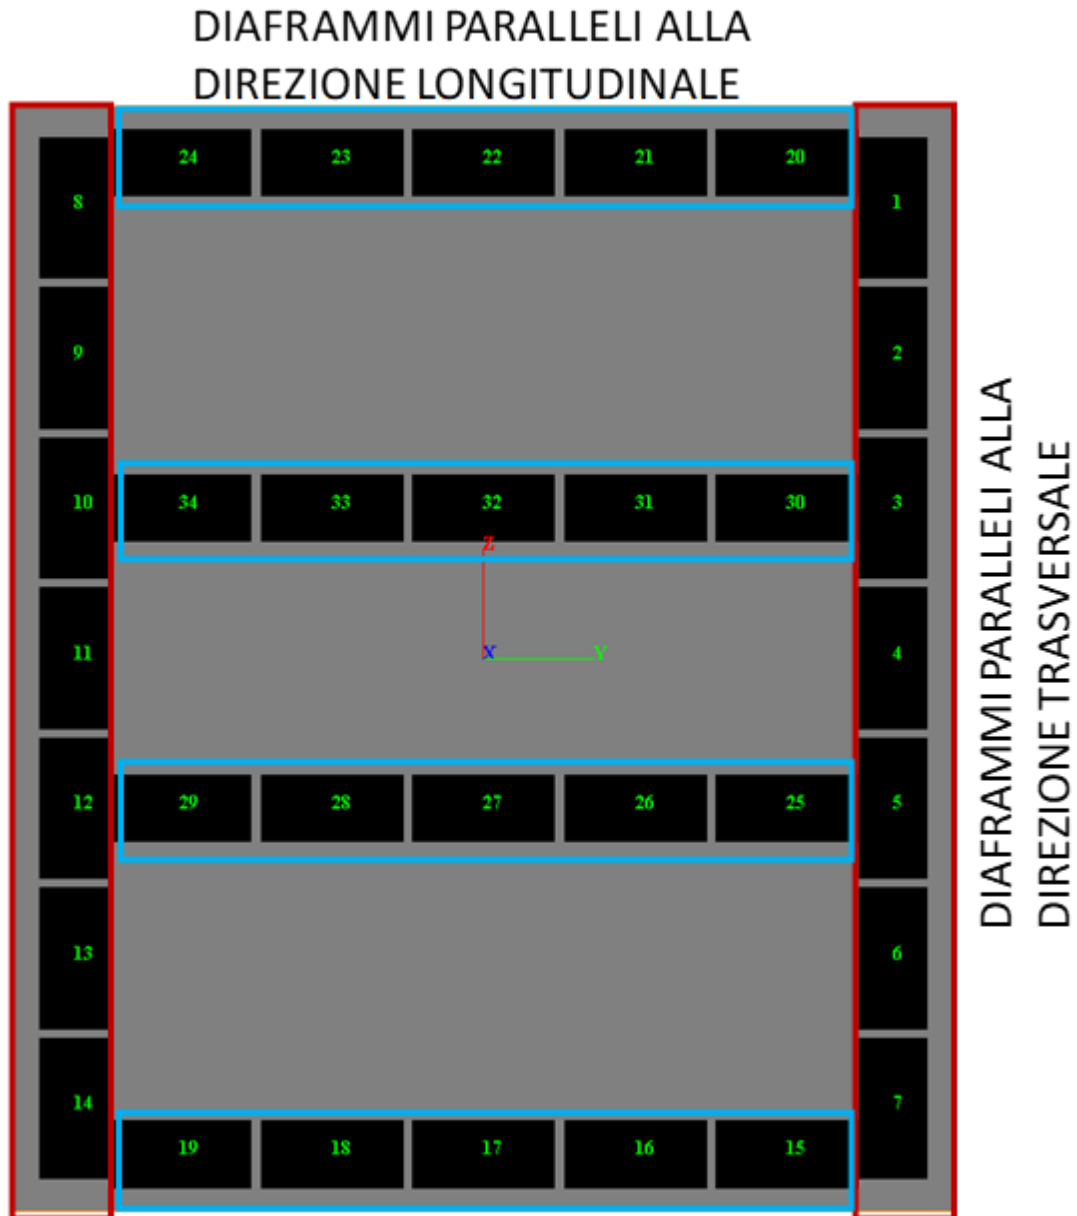 DIAFRAMMI PARALLELI ALLA
DIREZIONE LONGITUDINALE
24 23 22 21 20
8 1
9 2
10 34 33 32 31 30 3
Z
11 X Y 4
12 29 28 27 26 25 5
13 6
14 7
19 18 17 16 15
DIAFRAMMI PARALLELI ALLA
DIREZIONE TRASVERSALE